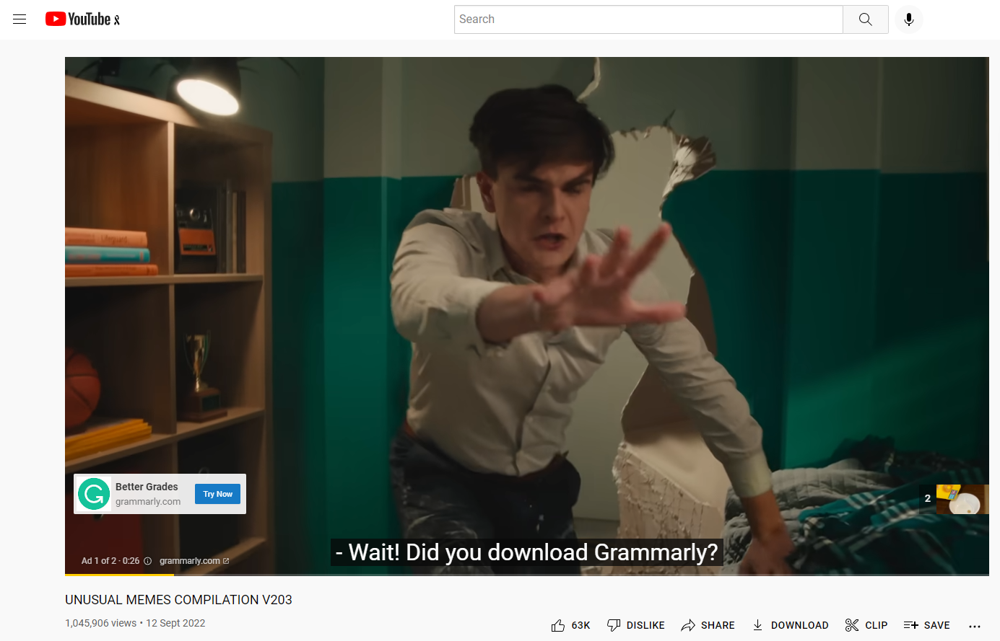 YouTube
Search
Lifeguard
Better Grades
grammarly.com
Try Now
2
- Wait! Did you download Grammarly?
Ad 1 of 2 · 0:26
grammarly.com
UNUSUAL MEMES COMPILATION V203
1,045,906 views • 12 Sept 2022
63K
DISLIKE
SHARE
DOWNLOAD
CLIP
SAVE